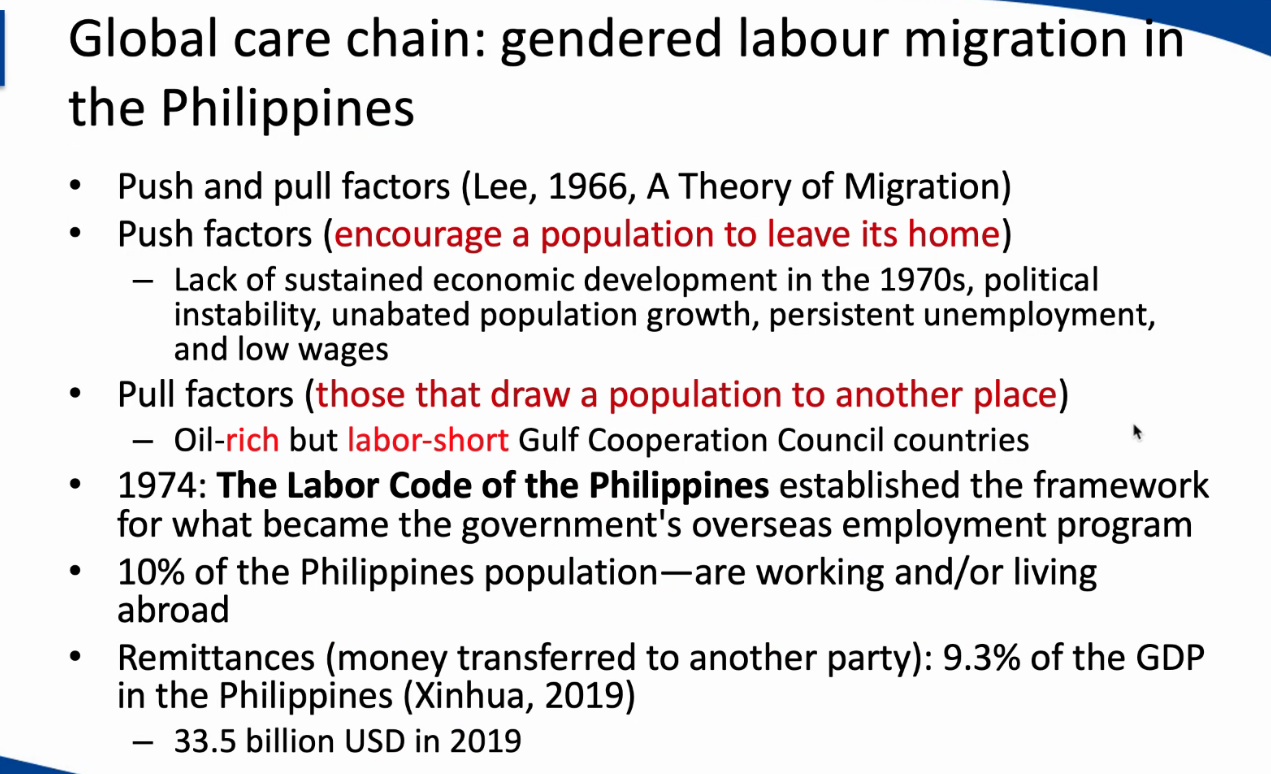 Global care chain: gendered labour migration in
the Philippines
• Push and pull factors (Lee, 1966, A Theory of Migration)
• Push factors (encourage a population to leave its home)
– Lack of sustained economic development in the 1970s, political
instability, unabated population growth, persistent unemployment,
and low wages
• Pull factors (those that draw a population to another place)
– Oil-rich but labor-short Gulf Cooperation Council countries
• 1974: The Labor Code of the Philippines established the framework
for what became the government's overseas employment program
• 10% of the Philippines population—are working and/or living
abroad
• Remittances (money transferred to another party): 9.3% of the GDP
in the Philippines (Xinhua, 2019)
– 33.5 billion USD in 2019